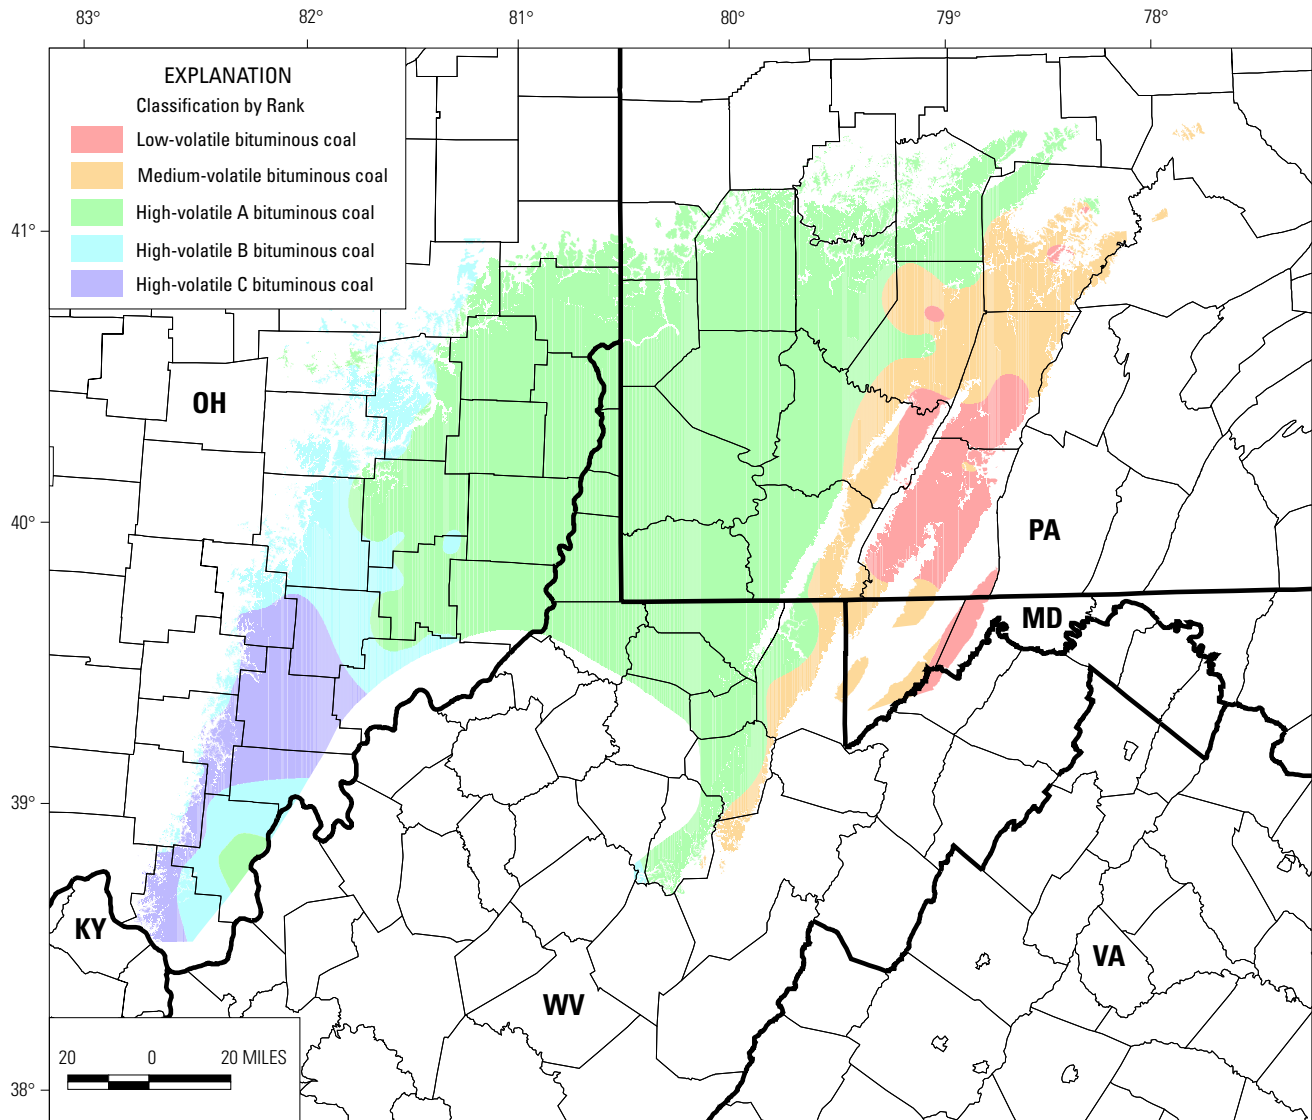 83° 82° 81° 80° 79° 78°
EXPLANATION
Classification by Rank
Low-volatile bituminous coal
Medium-volatile bituminous coal
High-volatile A bituminous coal
High-volatile B bituminous coal
High-volatile C bituminous coal
41°
OH
40°
PA
MD
39°
KY
VA
WV
20 0 20 MILES
38°